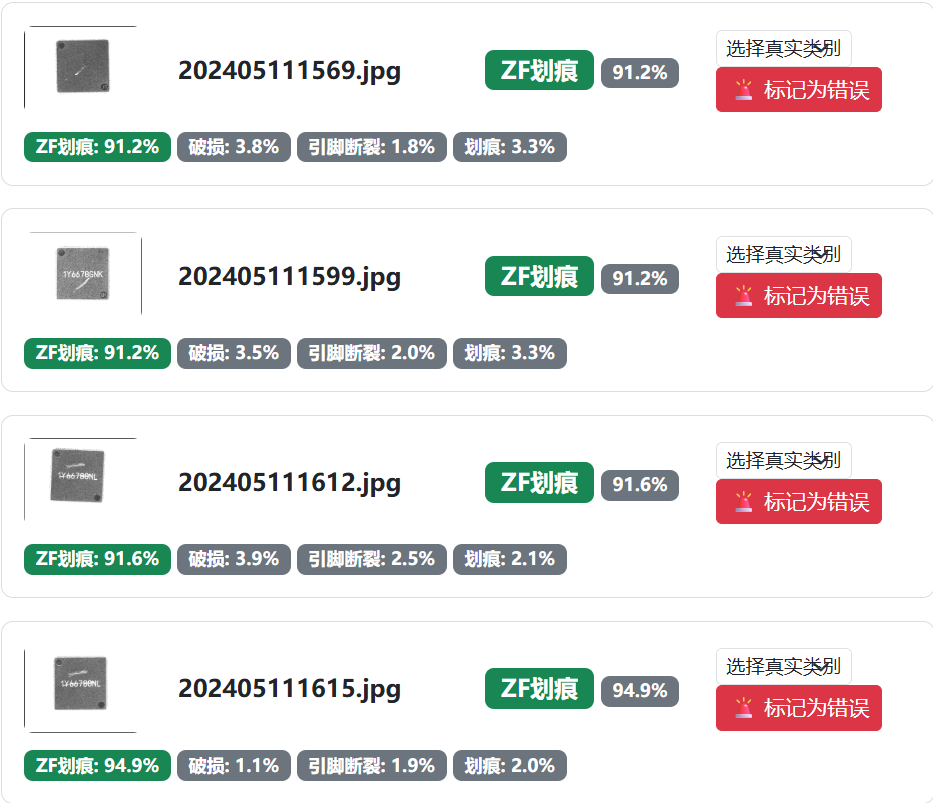 202405111569.jpg ZF划痕 91.2% 选择真实类别
标记为错误
ZF划痕: 91.2% 破损: 3.8% 引脚断裂: 1.8% 划痕: 3.3%
1Y6678GNK
202405111599.jpg ZF划痕 91.2% 选择真实类别
标记为错误
ZF划痕: 91.2% 破损: 3.5% 引脚断裂: 2.0% 划痕: 3.3%
202405111612.jpg ZF划痕 91.6% 选择真实类别
标记为错误
ZF划痕: 91.6% 破损: 3.9% 引脚断裂: 2.5% 划痕: 2.1%
202405111615.jpg ZF划痕 94.9% 选择真实类别
标记为错误
ZF划痕: 94.9% 破损: 1.1% 引脚断裂: 1.9% 划痕: 2.0%